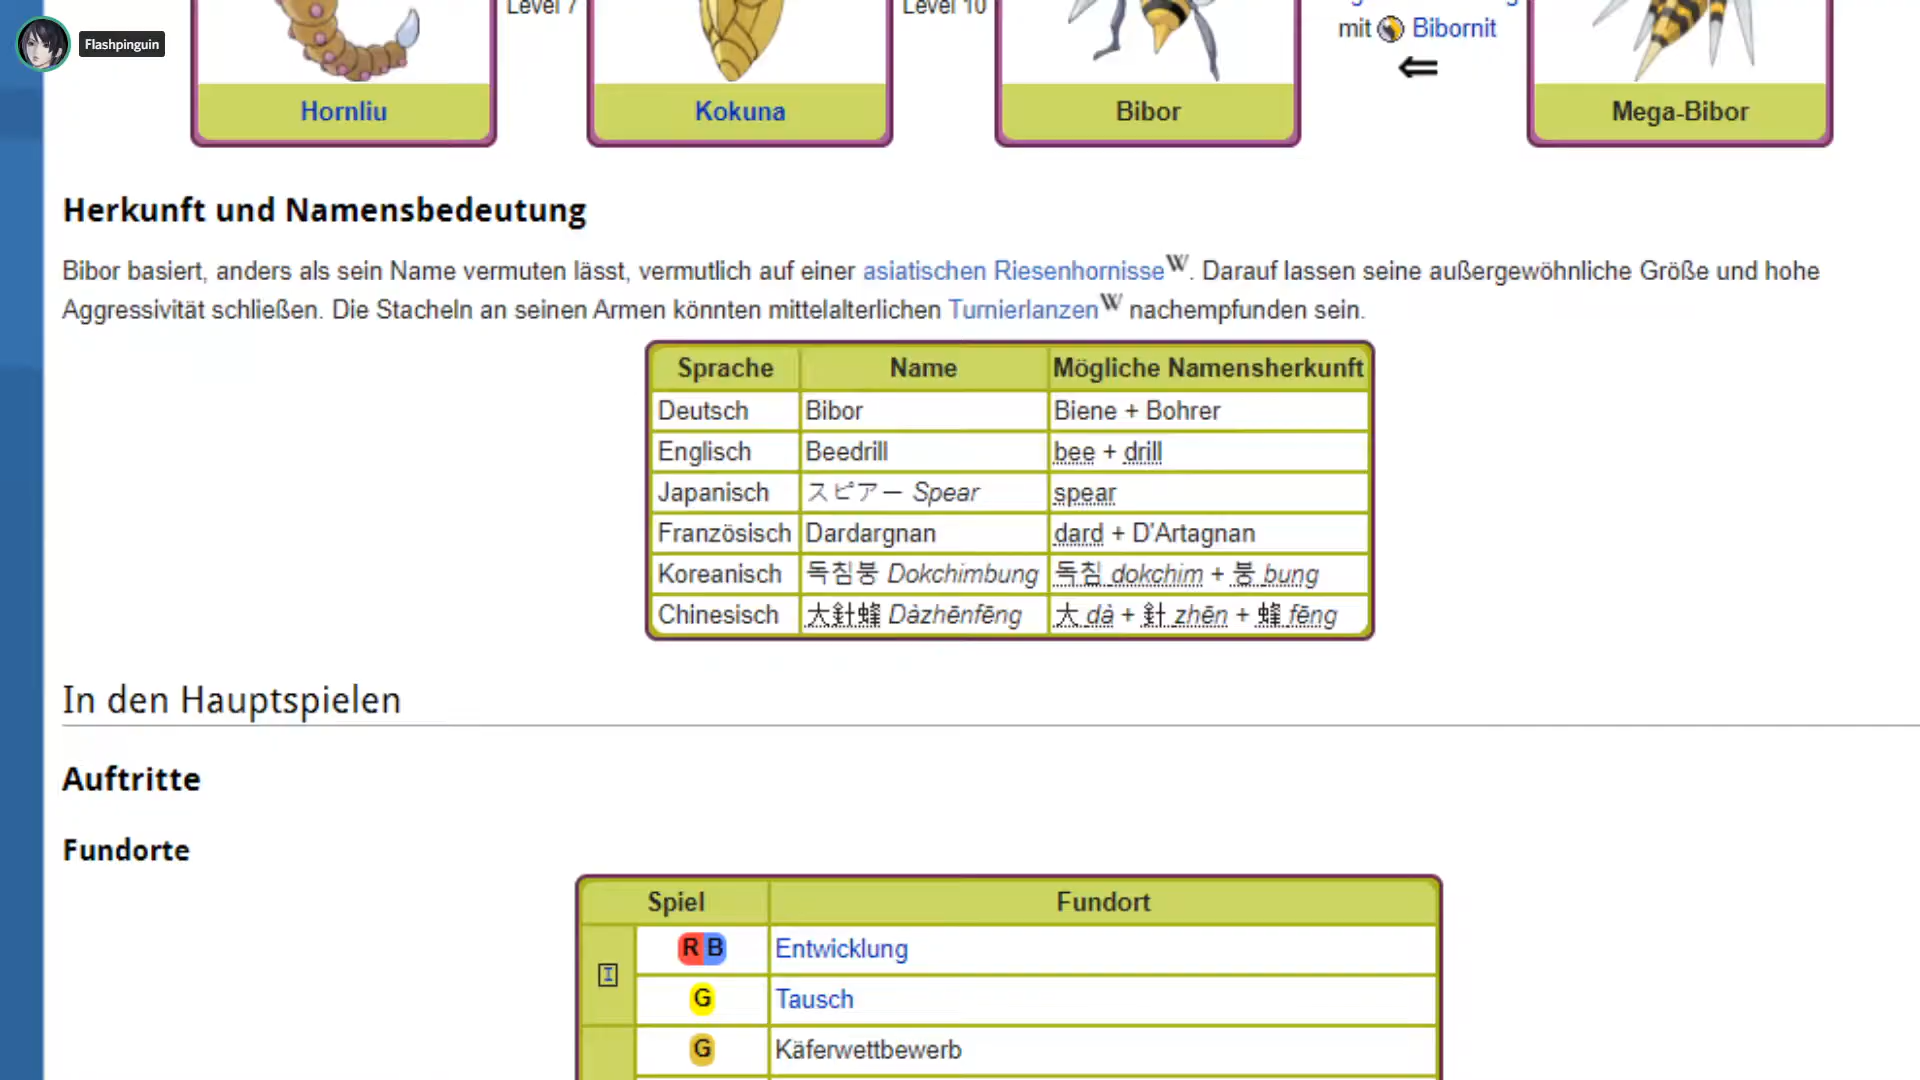 Flashpinguin
Level 7
Level 10
mit Bibornit
⇐
Hornliu
Kokuna
Bibor
Mega-Bibor
Herkunft und Namensbedeutung
Bibor basiert, anders als sein Name vermuten lässt, vermutlich auf einer asiatischen RiesenhornisseW. Darauf lassen seine außergewöhnliche Größe und hohe
Aggressivität schließen. Die Stacheln an seinen Armen könnten mittelalterlichen TurnierlanzenW nachempfunden sein.
Sprache Name Mögliche Namensherkunft
Deutsch Bibor Biene + Bohrer
Englisch Beedrill bee + drill
Japanisch スピアー Spear spear
Französisch Dardargnan dard + D'Artagnan
Koreanisch 독침붕 Dokchimbung 독침 dokchim + 붕 bung
Chinesisch 大針蜂 Dàzhēnfēng 大 dà + 針 zhēn + 蜂 fēng
In den Hauptspielen
Auftritte
Fundorte
Spiel Fundort
I
R B Entwicklung
G Tausch
G Käferwettbewerb